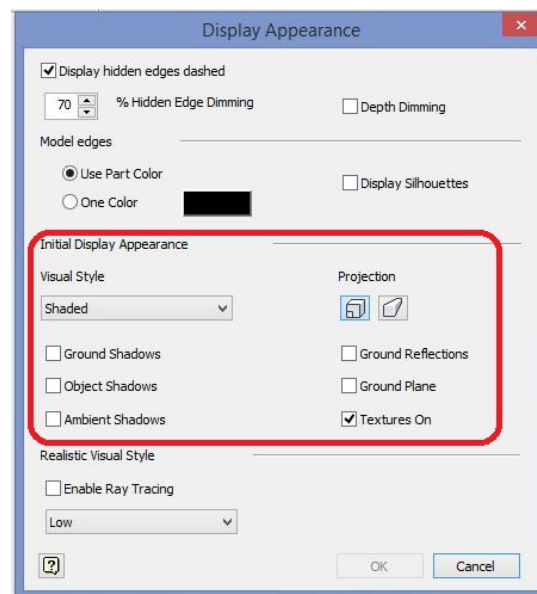 Display Appearance
Display hidden edges dashed
70 % Hidden Edge Dimming Depth Dimming
Model edges
Use Part Color
Display Silhouettes
One Color
Initial Display Appearance
Visual Style Projection
Shaded
Ground Shadows Ground Reflections
Object Shadows Ground Plane
Ambient Shadows Textures On
Realistic Visual Style
Enable Ray Tracing
Low
OK Cancel